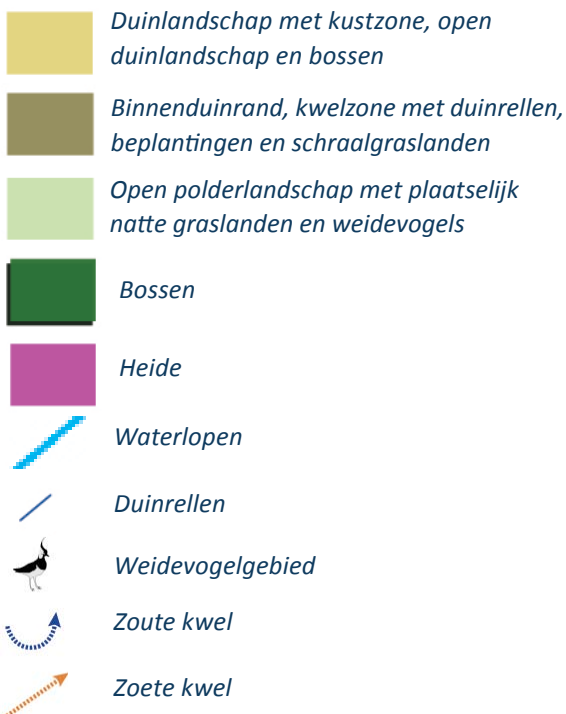 Duinlandschap met kustzone, open
duinlandschap en bossen
Binnenduinrand, kwelzone met duinrellen,
beplantingen en schraalgraslanden
Open polderlandschap met plaatselijk
natte graslanden en weidevogels
Bossen
Heide
Waterlopen
Duinrellen
Weidevogelgebied
Zoute kwel
Zoete kwel